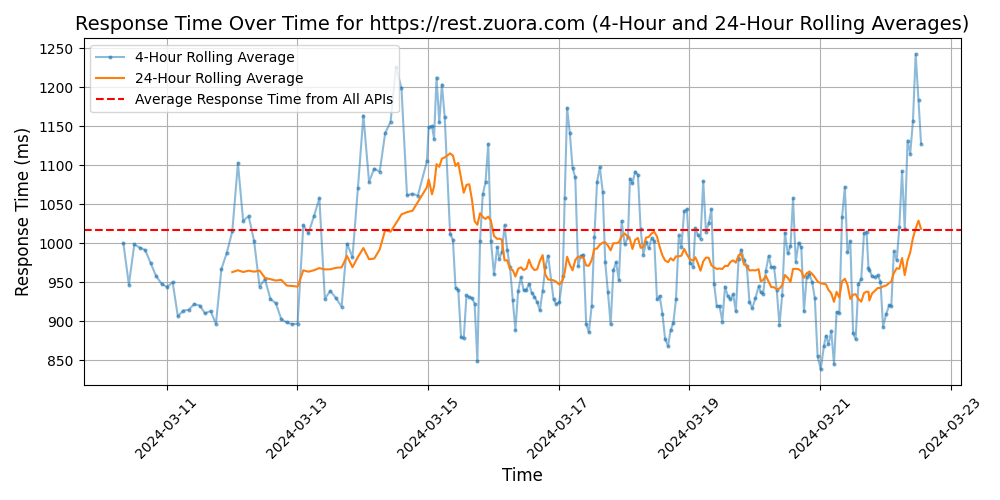 Response Time Over Time for https://rest.zuora.com (4-Hour and 24-Hour Rolling Averages)
4-Hour Rolling Average
24-Hour Rolling Average
Average Response Time from All APIs
Response Time (ms)
1250
1200
1150
1100
1050
1000
950
900
850
2024-03-11
2024-03-13
2024-03-15
2024-03-17
2024-03-19
2024-03-21
2024-03-23
Time